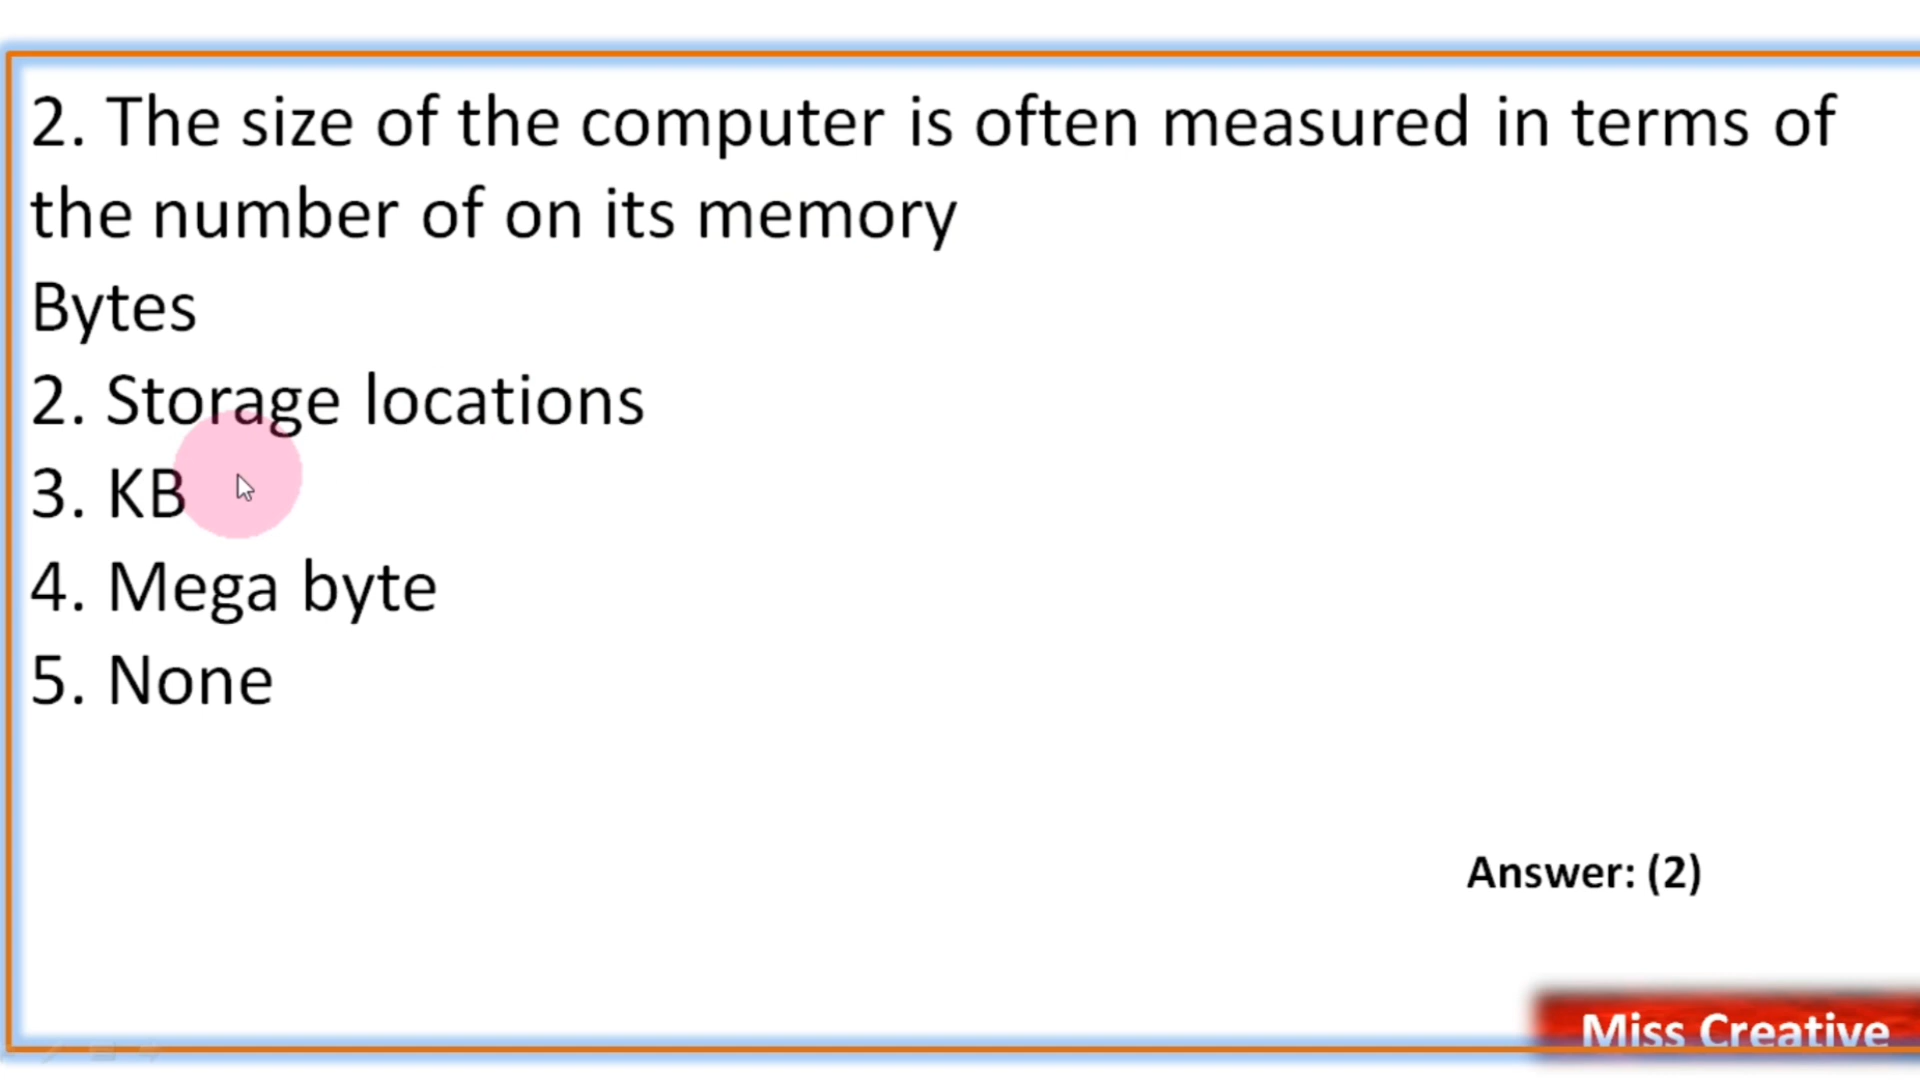 2. The size of the computer is often measured in terms of
the number of on its memory
Bytes
2. Storage locations
3. KB
4. Mega byte
5. None
Answer: (2)
Miss Creative